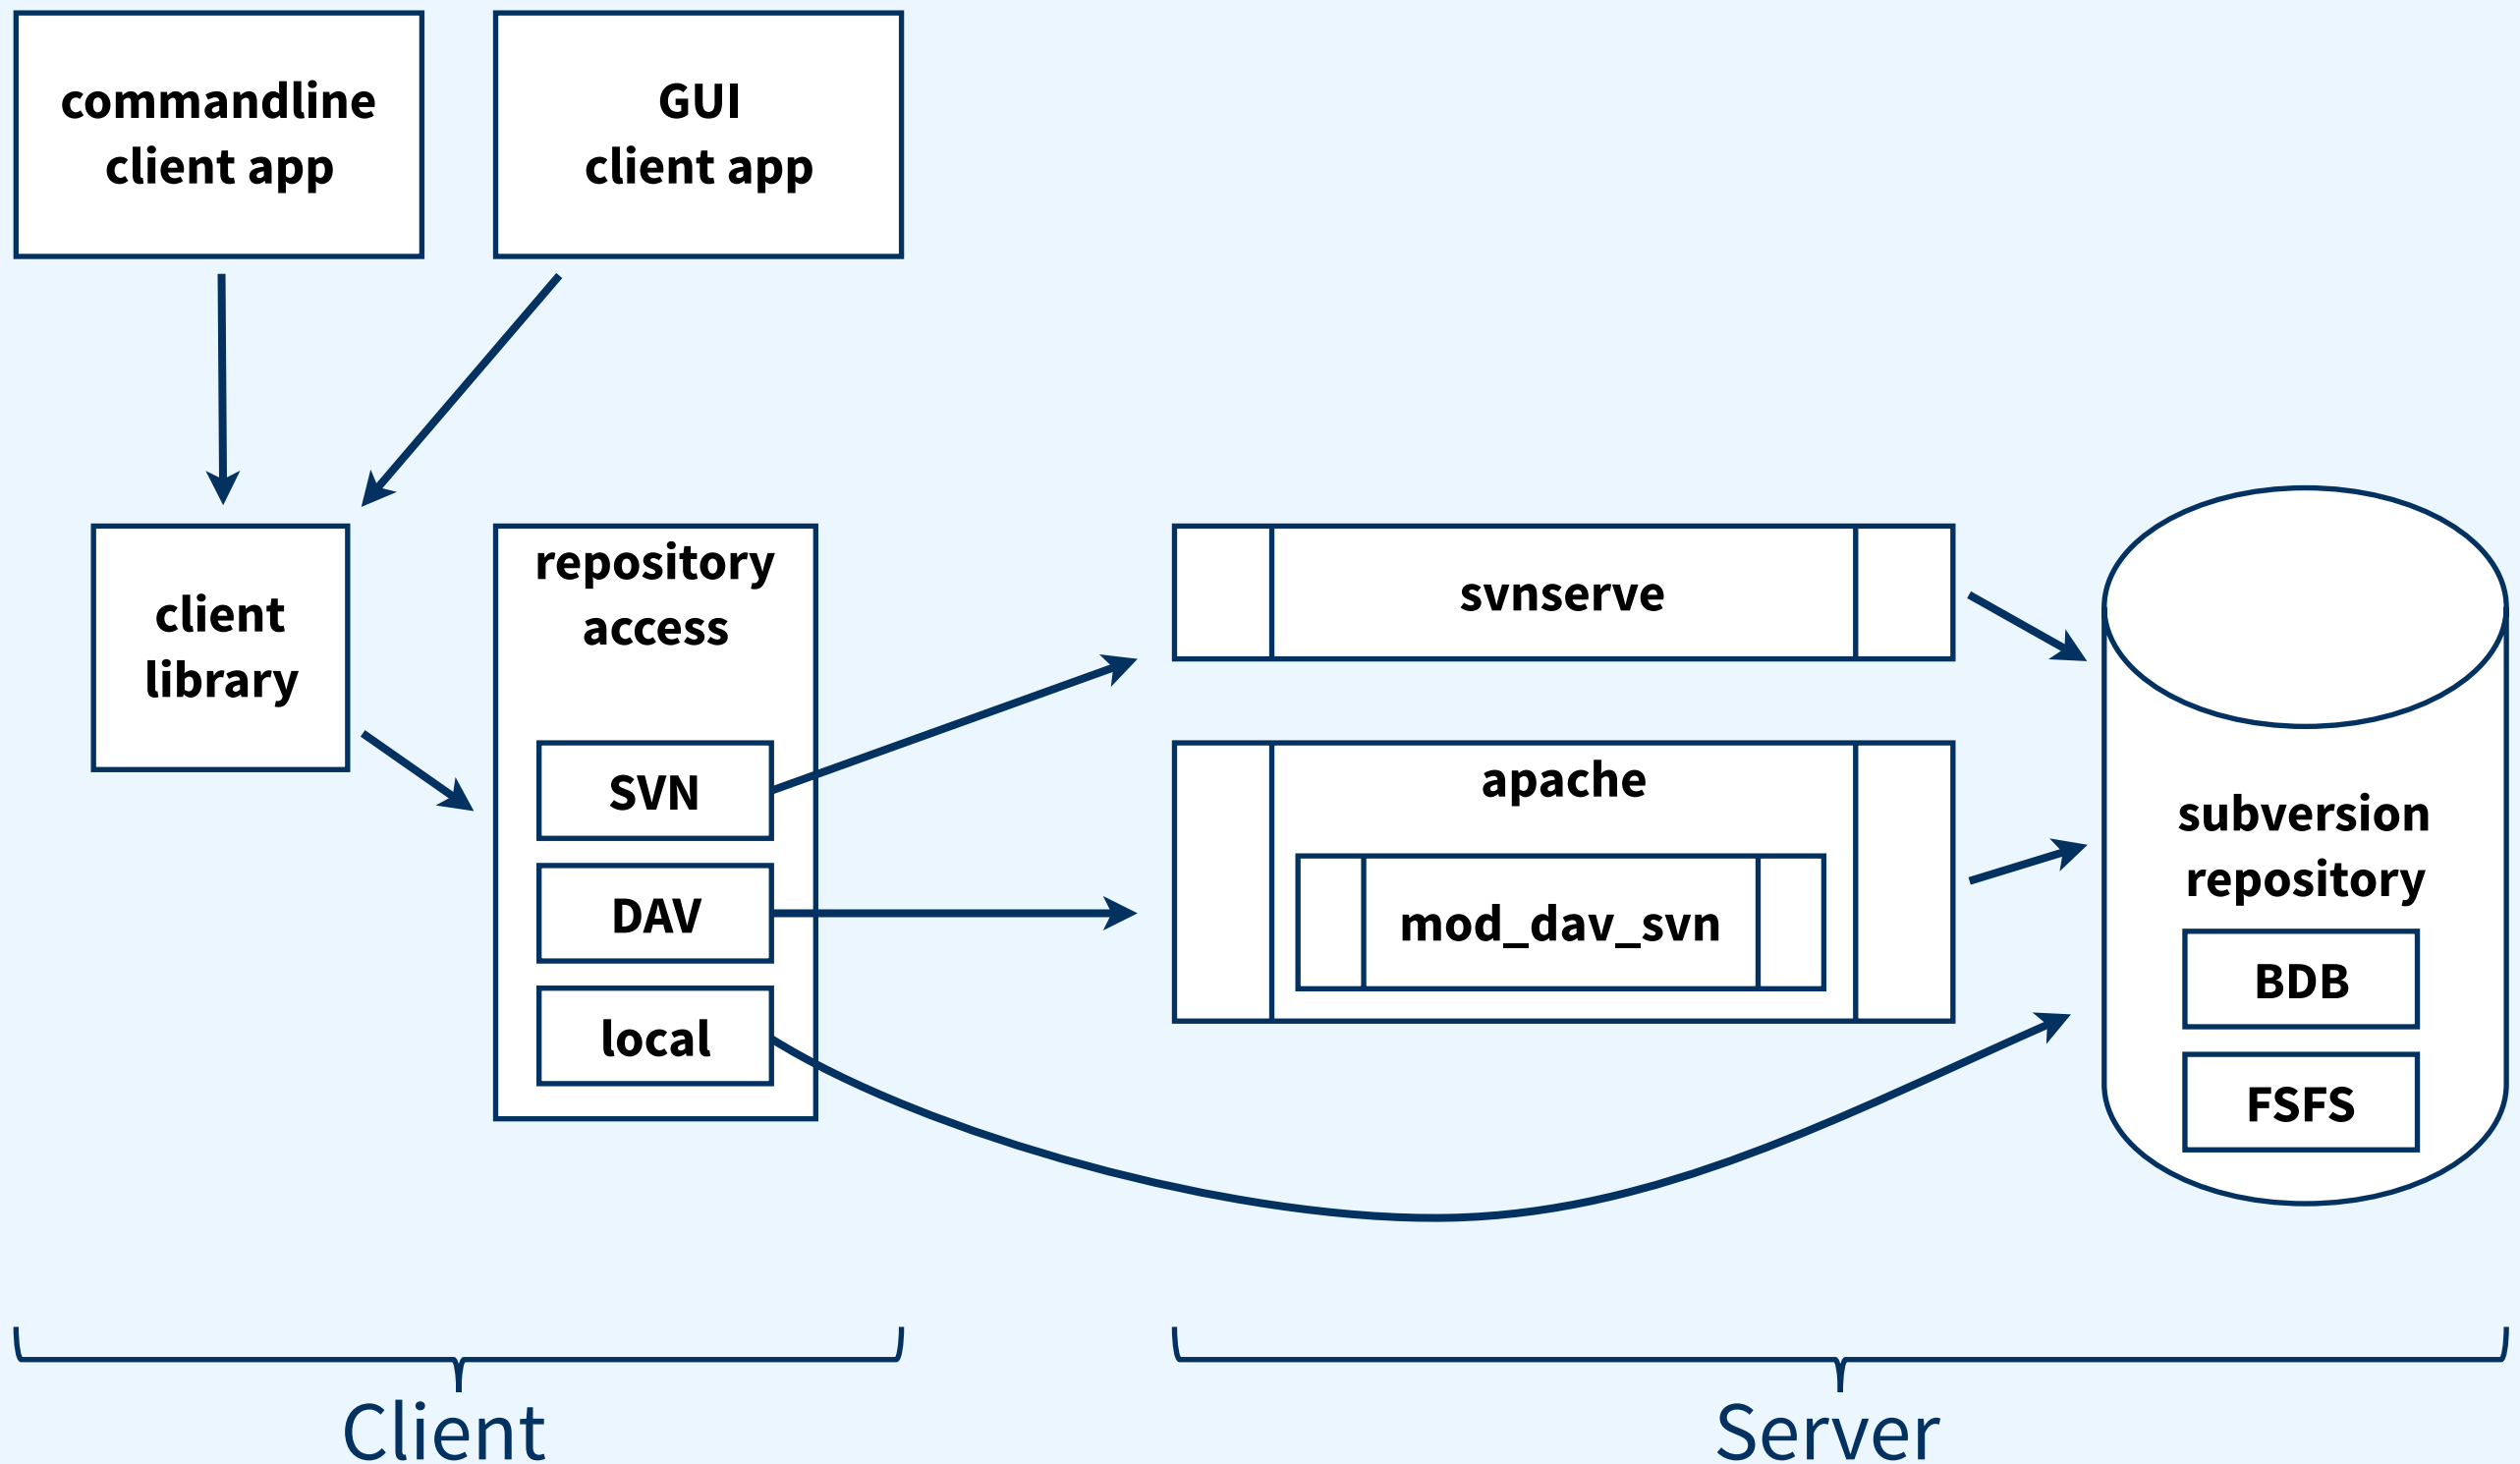 commandline
client app
GUI
client app
client
library
repository
access
SVN
DAV
local
svnserve
apache
mod_dav_svn
subversion
repository
BDB
FSFS
Client
Server